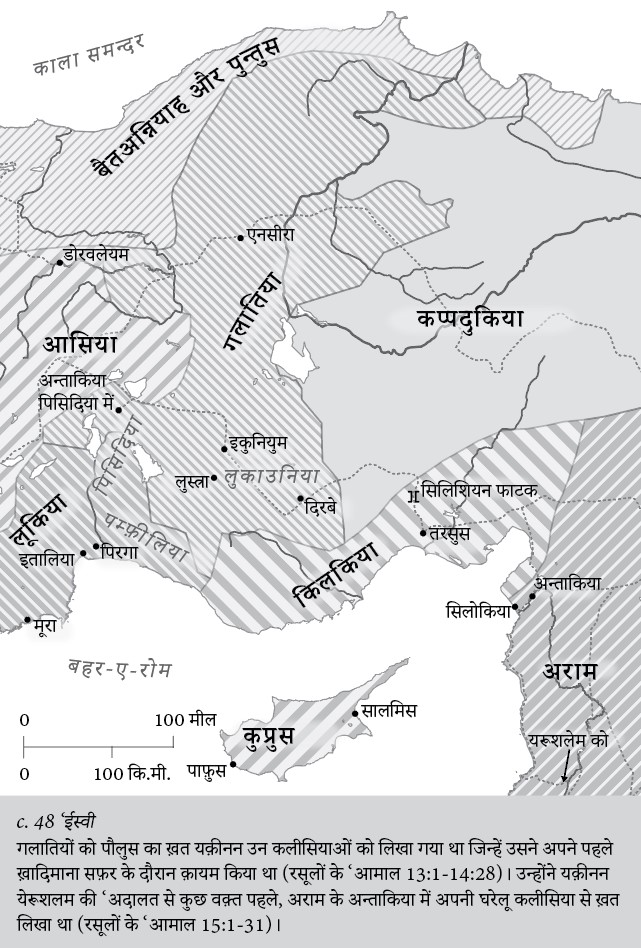 काला समन्दर
बैतअन्नियाह और पुन्तुस
एनसीरा
डोरवलेयम
गलातिया
कप्पदुकिया
आसिया
अन्ताकिया
पिसिदिया में
पिसिदिया
इकुनियुम
लुस्त्रा
लुकाउनिया
दिरबे
सिलिशियन फाटक
लूकिया
पम्फ़ीलिया
इतालिया
पिरगा
तरसुस
किलकिया
अन्ताकिया
सिलोकिया
मूरा
अराम
बहर-ए-रोम
सालमिस
कुप्रुस
यरूशलेम को
पाफ़ुस
0 100 मील
0 100 कि.मी.
c. 48 ‘ईस्वी
गलातियों को पौलुस का ख़त यक़ीनन उन कलीसियाओं को लिखा गया था जिन्हें उसने अपने पहले
ख़ादिमाना सफ़र के दौरान क़ायम किया था (रसूलों के ‘आमाल 13:1-14:28)। उन्होंने यक़ीनन
येरूशलम की ‘अदालत से कुछ वक़्त पहले, अराम के अन्ताकिया में अपनी घरेलू कलीसिया से ख़त
लिखा था (रसूलों के ‘आमाल 15:1-31)।